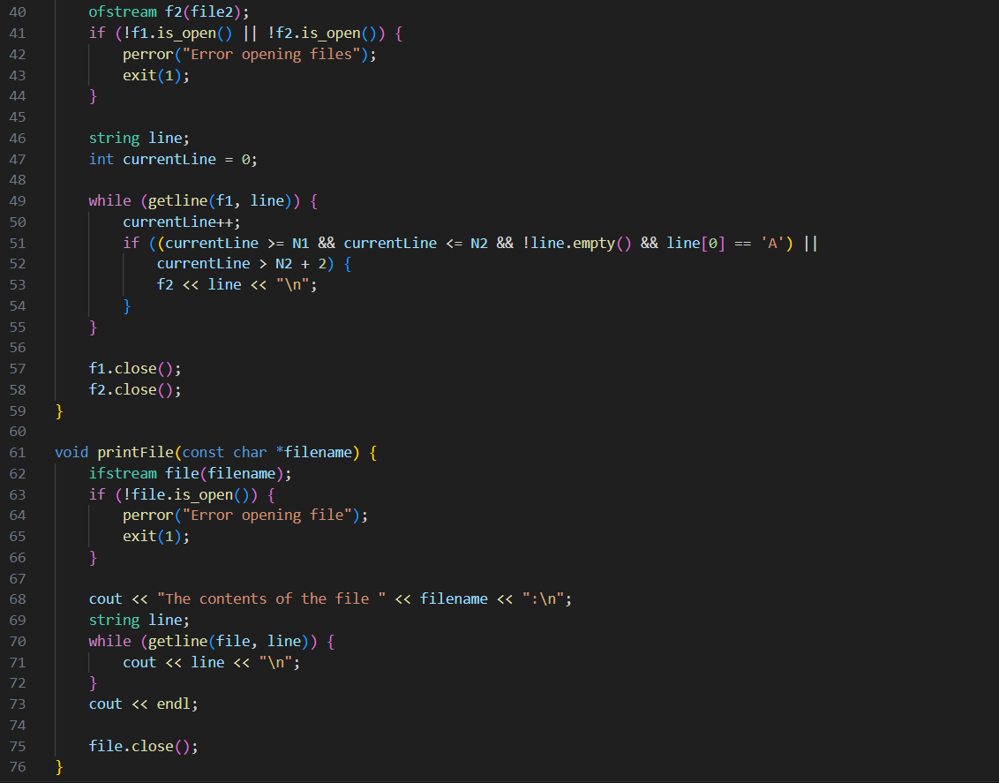 40 ofstream f2(file2);
41 if (!f1.is_open() || !f2.is_open()) {
42 perror("Error opening files");
43 exit(1);
44 }
45
46 string line;
47 int currentLine = 0;
48
49 while (getline(f1, line)) {
50 currentLine++;
51 if ((currentLine >= N1 && currentLine <= N2 && !line.empty() && line[0] == 'A') ||
52 currentLine > N2 + 2) {
53 f2 << line << "\n";
54 }
55 }
56
57 f1.close();
58 f2.close();
59 }
60
61 void printFile(const char *filename) {
62 ifstream file(filename);
63 if (!file.is_open()) {
64 perror("Error opening file");
65 exit(1);
66 }
67
68 cout << "The contents of the file " << filename << ":\n";
69 string line;
70 while (getline(file, line)) {
71 cout << line << "\n";
72 }
73 cout << endl;
74
75 file.close();
76 }